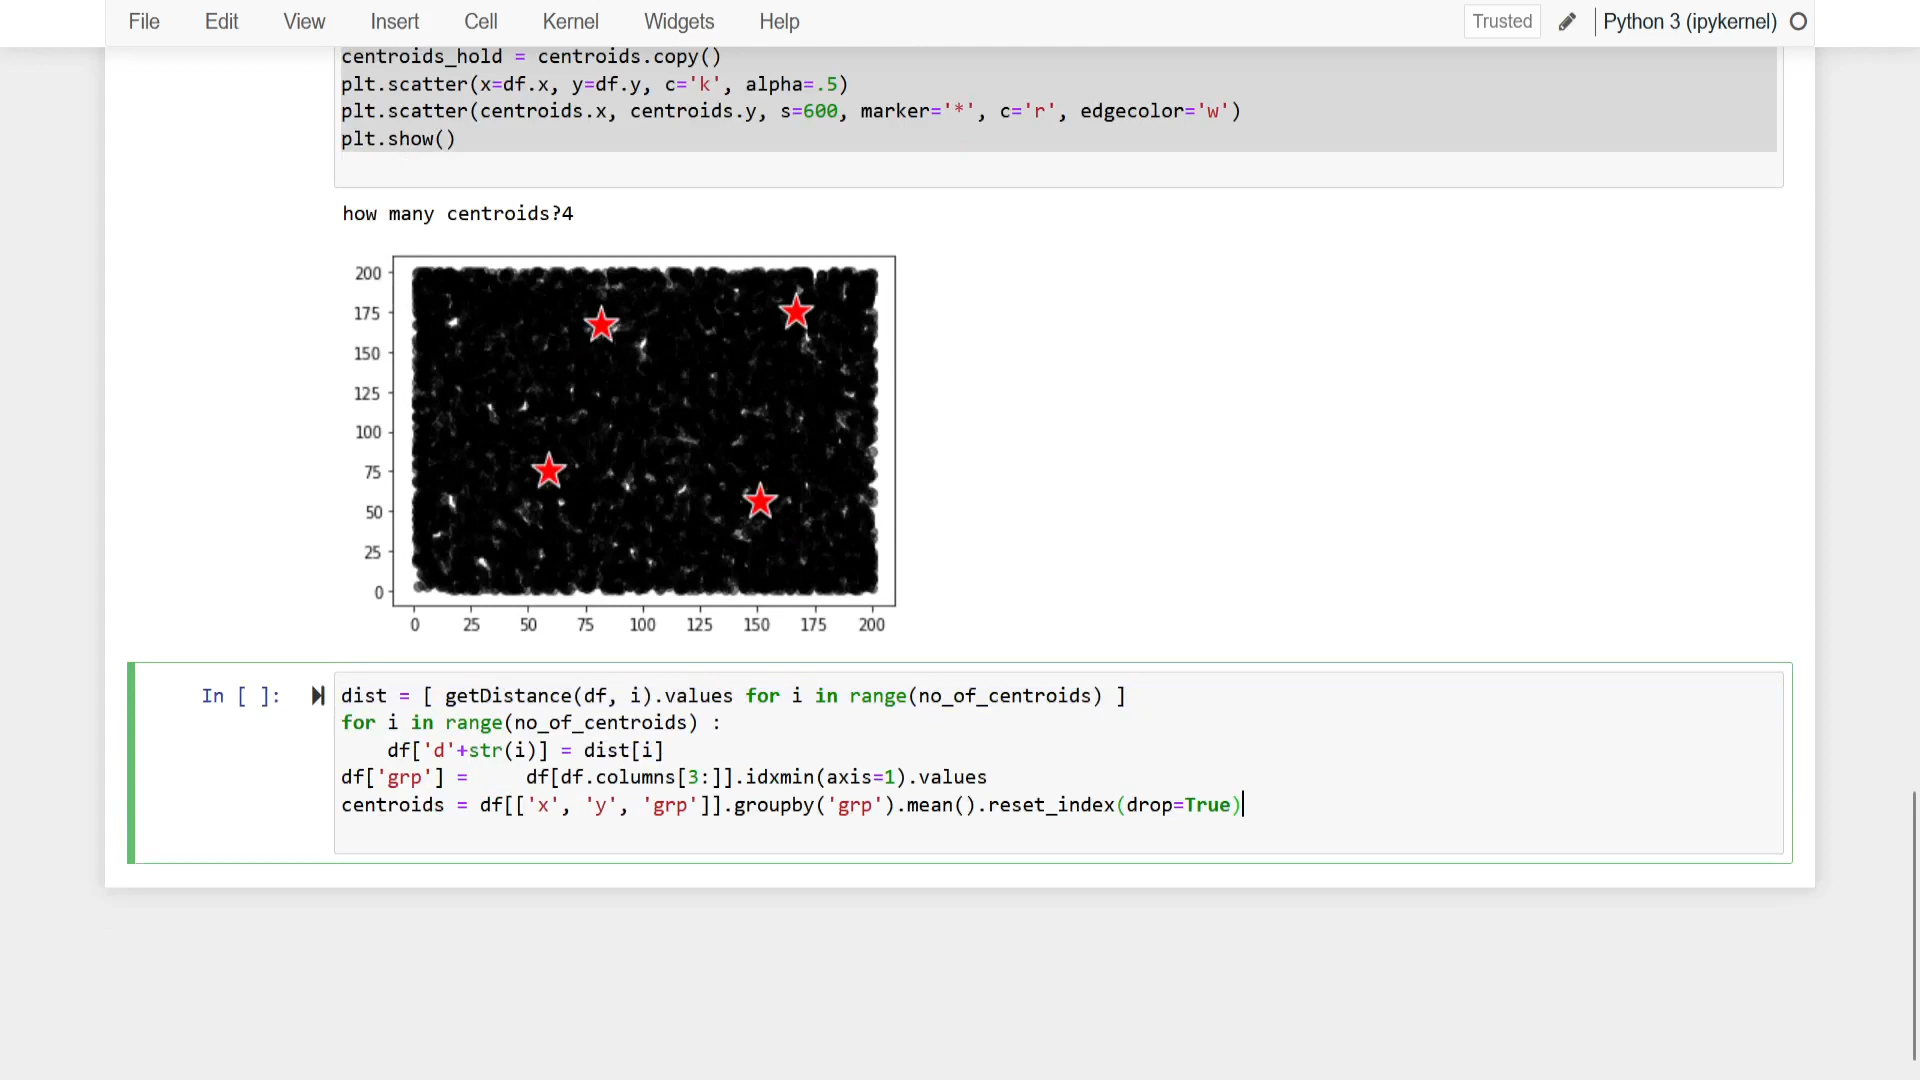 File Edit View Insert Cell Kernel Widgets Help Trusted Python 3 (ipykernel)
centroids_hold = centroids.copy()
plt.scatter(x=df.x, y=df.y, c='k', alpha=.5)
plt.scatter(centroids.x, centroids.y, s=600, marker='*', c='r', edgecolor='w')
plt.show()
how many centroids?4
200
175
150
125
100
75
50
25
0
0 25 50 75 100 125 150 175 200
In [ ]: dist = [ getDistance(df, i).values for i in range(no_of_centroids) ]
for i in range(no_of_centroids) :
    df['d'+str(i)] = dist[i]
df['grp'] =     df[df.columns[3:]].idxmin(axis=1).values
centroids = df[['x', 'y', 'grp']].groupby('grp').mean().reset_index(drop=True)